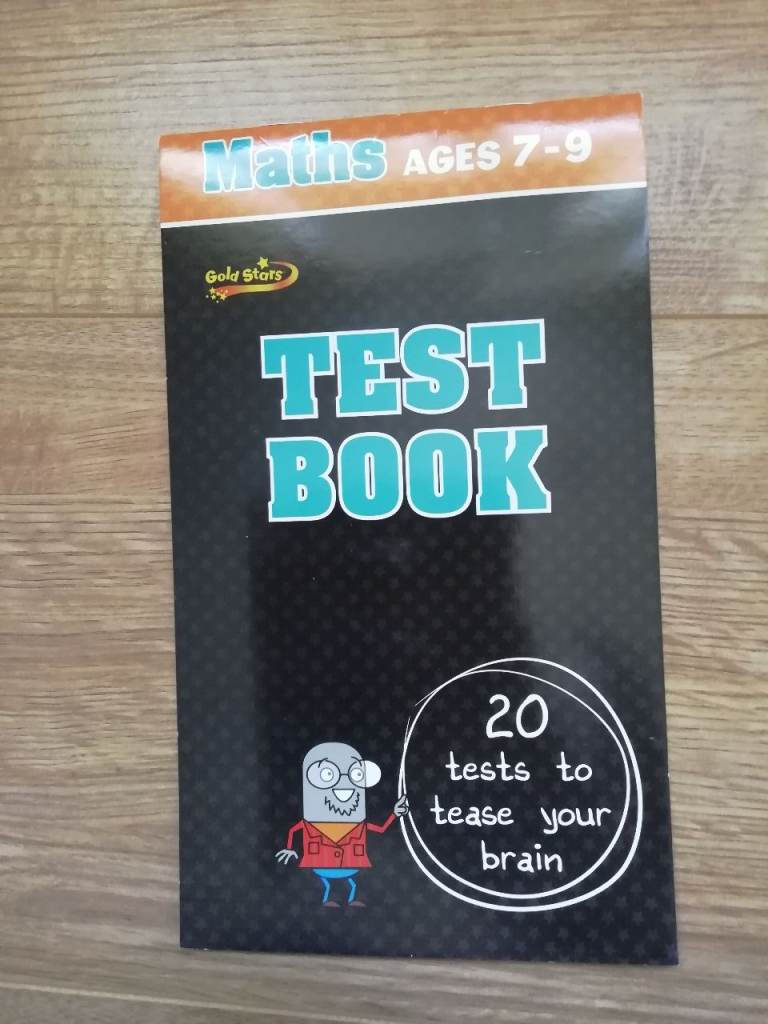 Maths AGES 7-9
Gold Stars
TEST
BOOK
20
tests to
tease your
brain